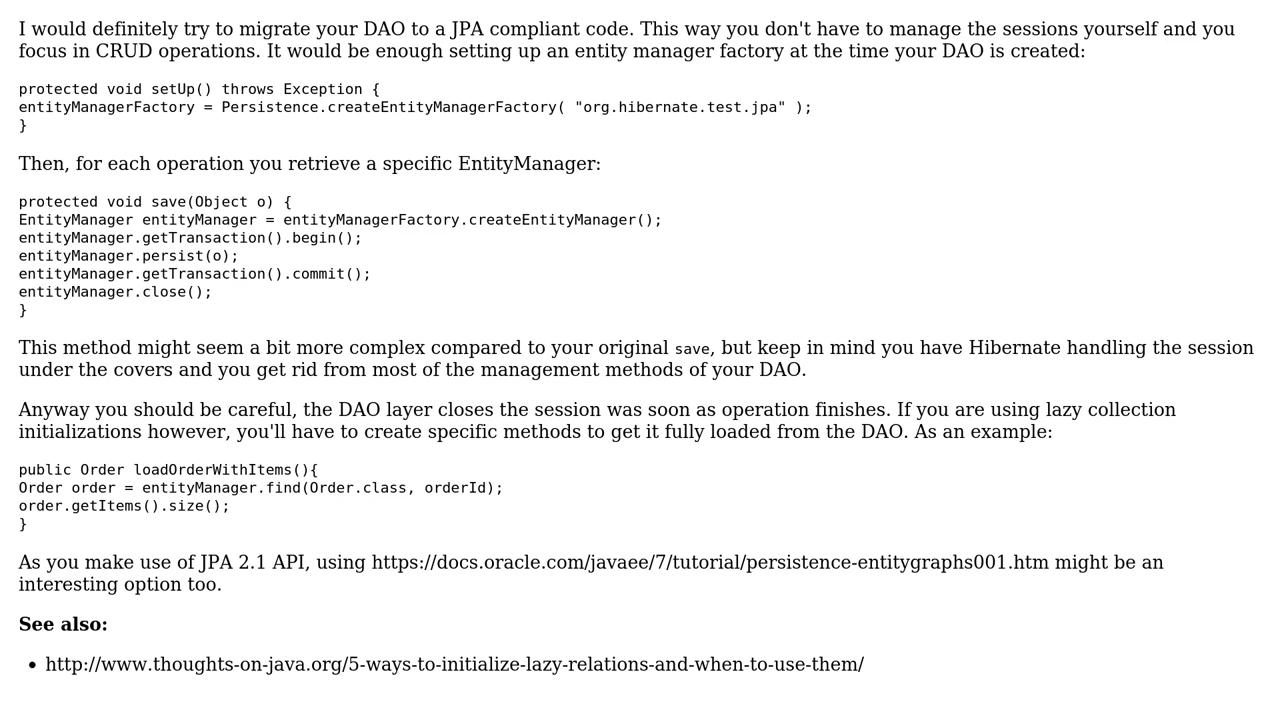 I would definitely try to migrate your DAO to a JPA compliant code. This way you don't have to manage the sessions yourself and you
focus in CRUD operations. It would be enough setting up an entity manager factory at the time your DAO is created:
protected void setUp() throws Exception {
entityManagerFactory = Persistence.createEntityManagerFactory( "org.hibernate.test.jpa" );
}
Then, for each operation you retrieve a specific EntityManager:
protected void save(Object o) {
EntityManager entityManager = entityManagerFactory.createEntityManager();
entityManager.getTransaction().begin();
entityManager.persist(o);
entityManager.getTransaction().commit();
entityManager.close();
}
This method might seem a bit more complex compared to your original save, but keep in mind you have Hibernate handling the session
under the covers and you get rid from most of the management methods of your DAO.
Anyway you should be careful, the DAO layer closes the session was soon as operation finishes. If you are using lazy collection
initializations however, you'll have to create specific methods to get it fully loaded from the DAO. As an example:
public Order loadOrderWithItems(){
Order order = entityManager.find(Order.class, orderId);
order.getItems().size();
}
As you make use of JPA 2.1 API, using https://docs.oracle.com/javaee/7/tutorial/persistence-entitygraphs001.htm might be an
interesting option too.
See also:
• http://www.thoughts-on-java.org/5-ways-to-initialize-lazy-relations-and-when-to-use-them/